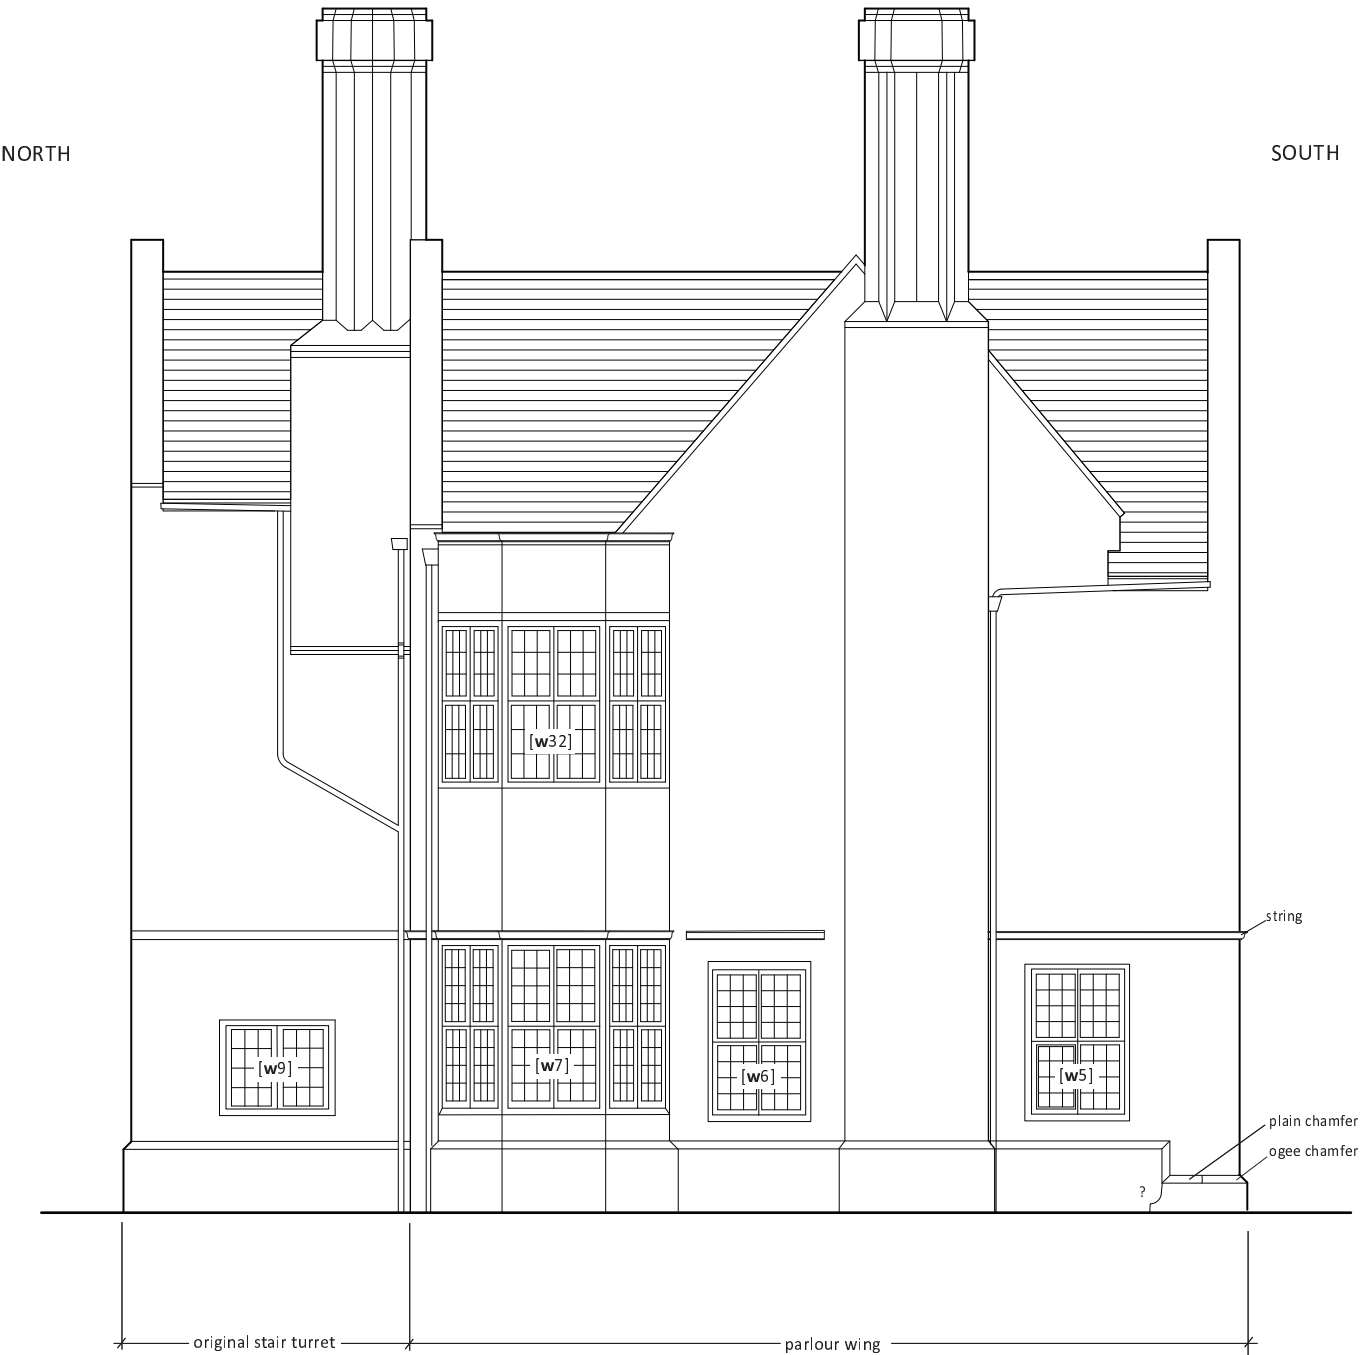 NORTH
SOUTH
[w32]
string
[w9]
[w7]
[w6]
[w5]
plain chamfer
ogee chamfer
?
original stair turret
parlour wing